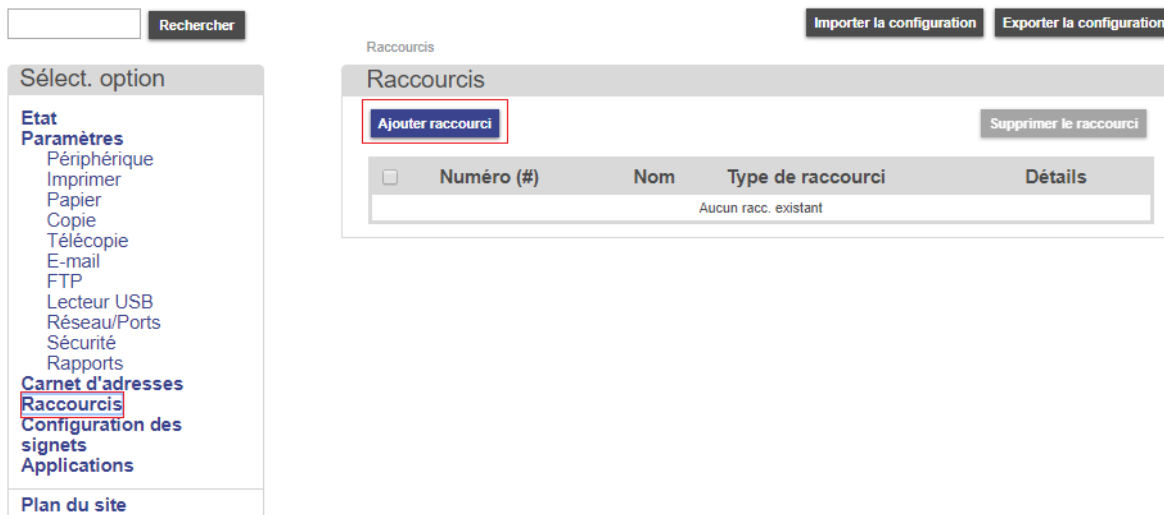 Rechercher
Importer la configuration
Exporter la configuration
Raccourcis
Sélect. option
Raccourcis
Etat
Paramètres
Périphérique
Imprimer
Papier
Copie
Télécopie
E-mail
FTP
Lecteur USB
Réseau/Ports
Sécurité
Rapports
Carnet d'adresses
Raccourcis
Configuration des
signets
Applications
Plan du site
Ajouter raccourci
Supprimer le raccourci
Numéro (#) Nom Type de raccourci Détails
Aucun racc. existant